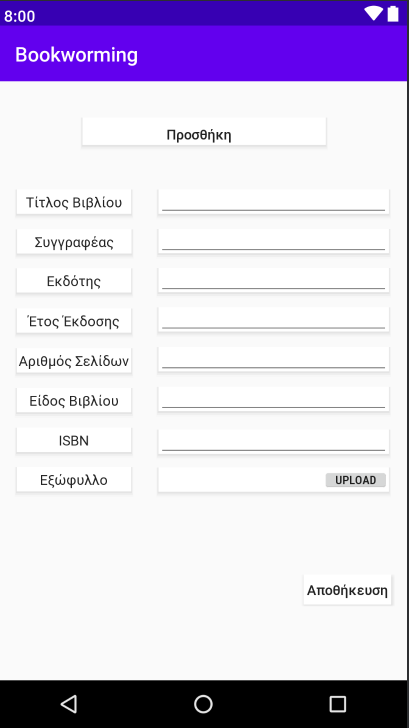 8:00
Bookworming
Προσθήκη
Τίτλος Βιβλίου
Συγγραφέας
Εκδότης
Έτος Έκδοσης
Αριθμός Σελίδων
Είδος Βιβλίου
ISBN
Εξώφυλλο UPLOAD
Αποθήκευση